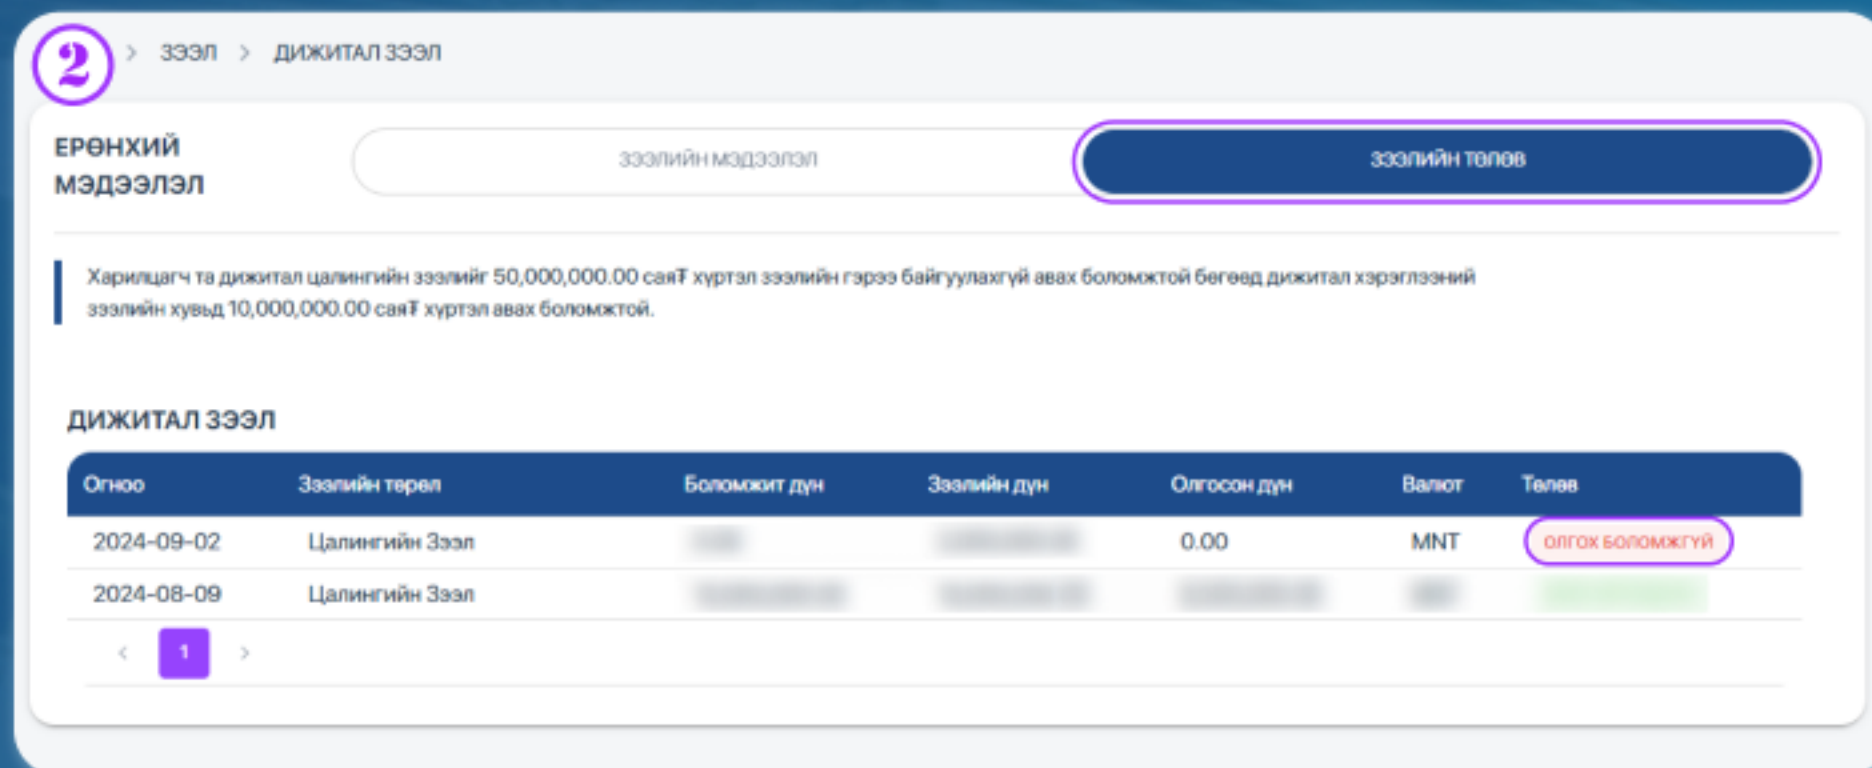 2 > ЗЭЭЛ > ДИЖИТАЛ ЗЭЭЛ
ЕРӨНХИЙ
МЭДЭЭЛЭЛ
ЗЭЭЛИЙН МЭДЭЭЛЭЛ
ЗЭЭЛИЙН ТӨЛӨВ
Харилцагч та дижитал цалингийн зээлийг 50,000,000.00 сая₮ хүртэл зээлийн гэрээ байгуулахгүй авах боломжтой бөгөөд дижитал хэрэглээний
зээлийн хувьд 10,000,000.00 сая₮ хүртэл авах боломжтой.
ДИЖИТАЛ ЗЭЭЛ
Огноо Зээлийн төрөл Боломжит дүн Зээлийн дүн Олгосон дүн Валют Төлөв
2024-09-02 Цалингийн Зээл 0.00 MNT ОЛГОХ БОЛОМЖГҮЙ
2024-08-09 Цалингийн Зээл
< 1 >